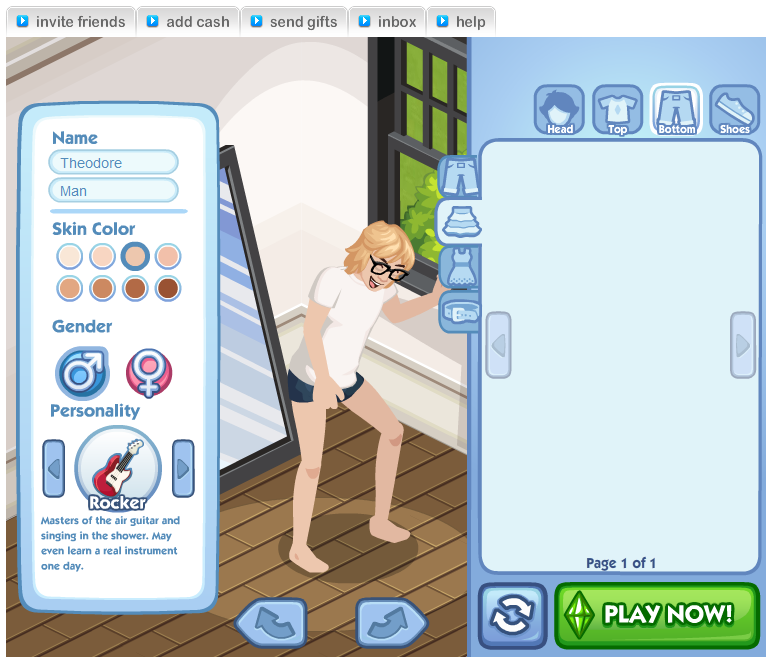 invite friends
add cash
send gifts
inbox
help
Name
Theodore
Man
Skin Color
Gender
Personality
Rocker
Masters of the air guitar and
singing in the shower. May
even learn a real instrument
one day.
Head
Top
Bottom
Shoes
Page 1 of 1
PLAY NOW!